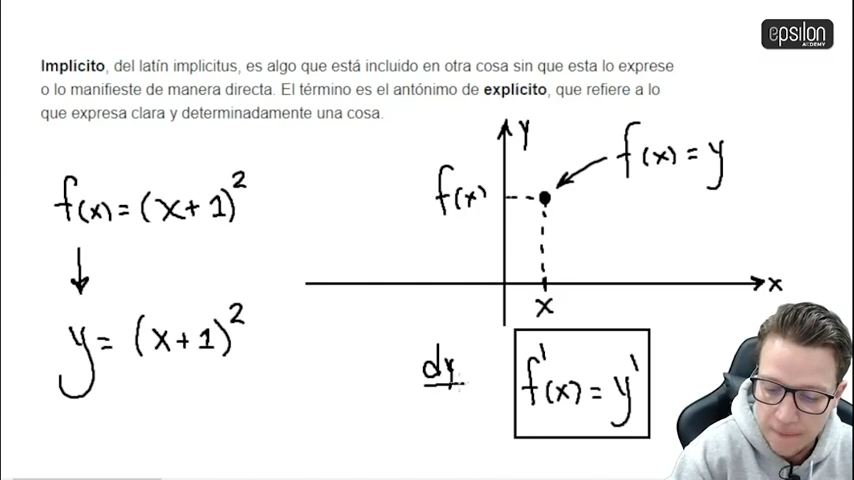 epsilon
ACADEMY
Implícito, del latín implicitus, es algo que está incluido en otra cosa sin que esta lo exprese
o lo manifieste de manera directa. El término es el antónimo de explícito, que refiere a lo
que expresa clara y determinadamente una cosa.
y
f(x) = y
f(x)
f(x) = (x+1)²
x
x
y = (x+1)²
dy
f'(x) = y'